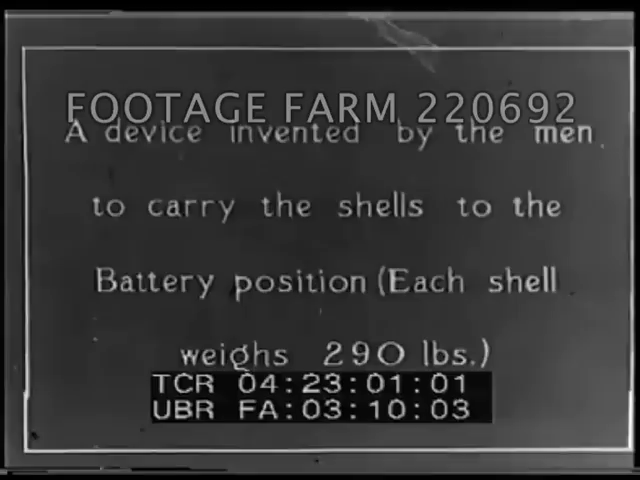 FOOTAGE FARM 220692
A device invented by the men
to carry the shells to the
Battery position (Each shell
weighs 290 lbs.)
TCR 04:23:01:01
UBR FA:03:10:03